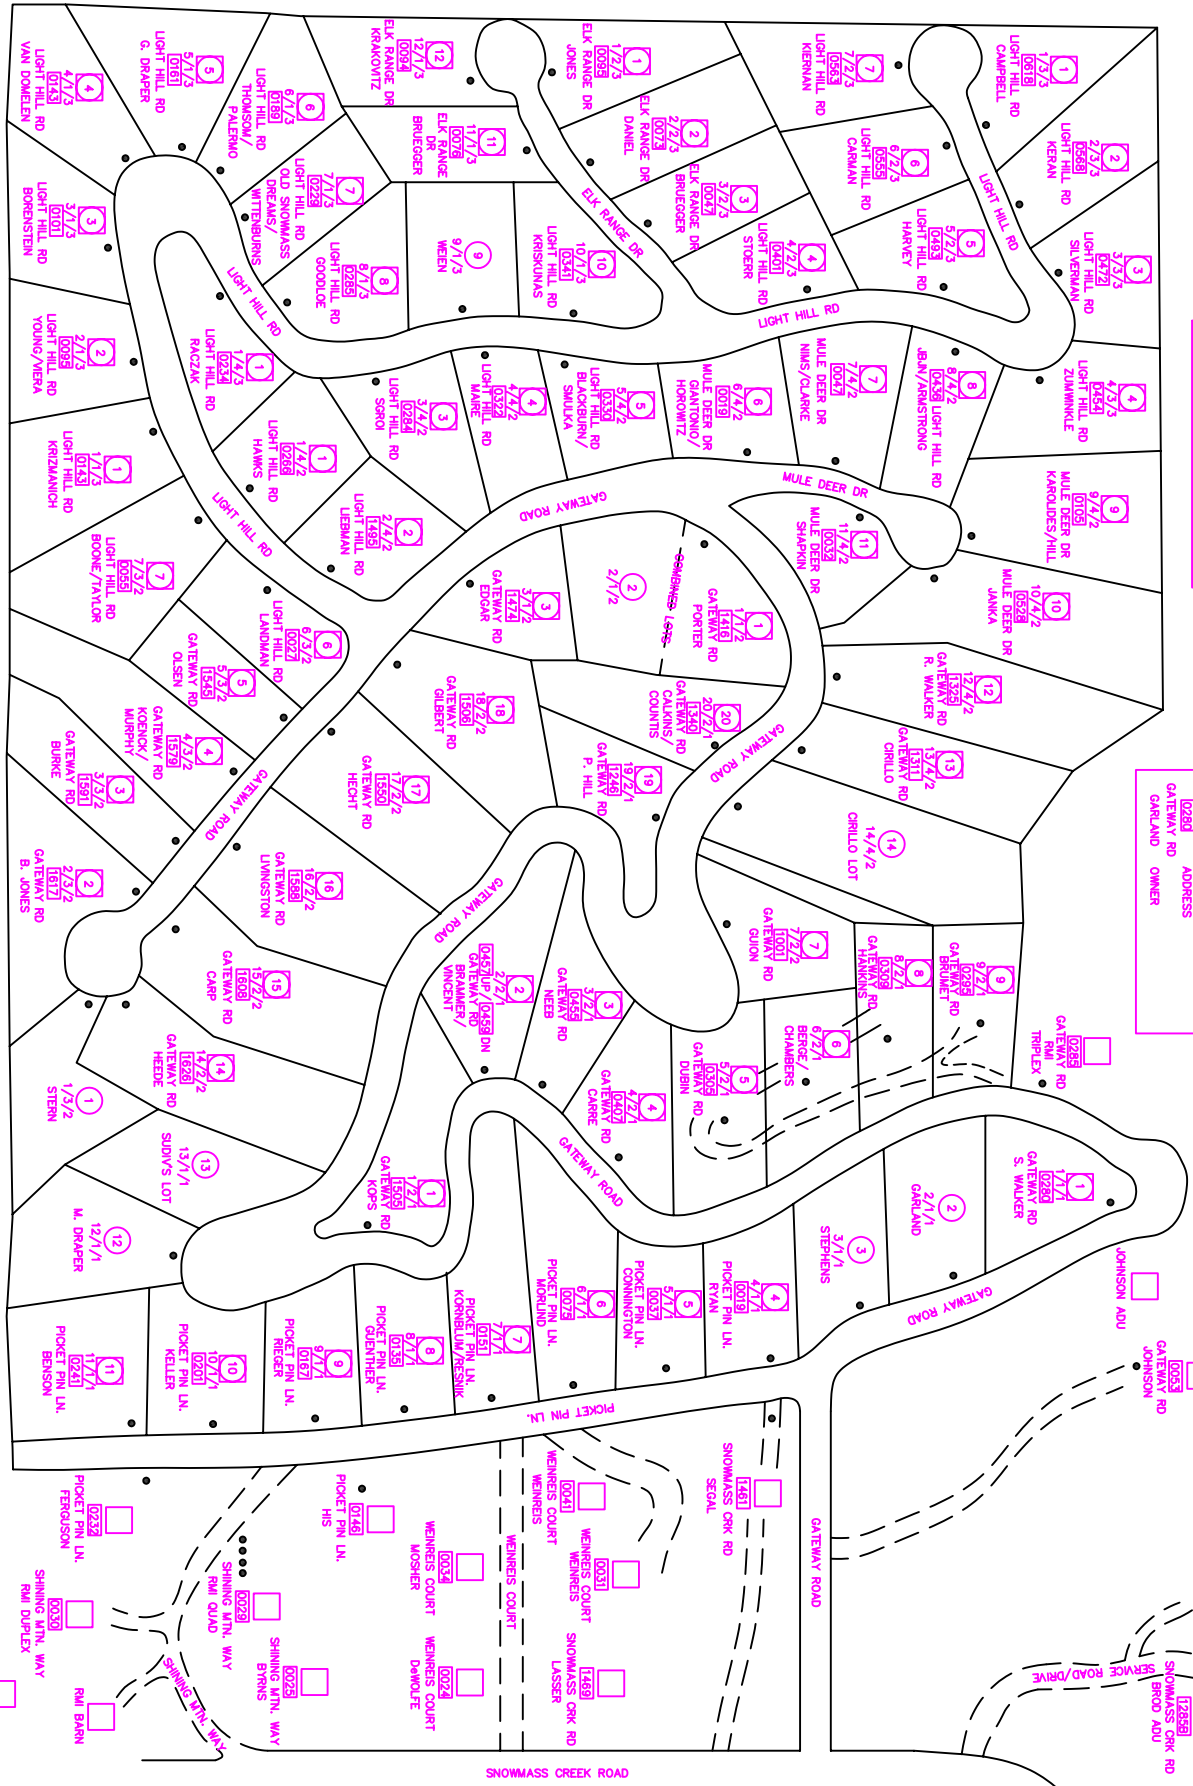 4
4/1/3
0143
LIGHT HILL RD
VAN DOMELEN
5
5/1/3
0161
LIGHT HILL RD
G. DRAPER
6
6/1/3
0189
LIGHT HILL RD
THOMSOM/
PALERMO
7
7/1/3
0229
LIGHT HILL RD
OLD SNOWMASS
DREAMS/
WITTENBURNS
8
8/1/3
0285
LIGHT HILL RD
GOODLOE
12
12/1/3
0094
ELK RANGE DR
KRAKOVITZ
11
11/1/3
0076
ELK RANGE
DR
BRUEGGER
9
9/1/3
WEIEN
10
10/1/3
0341
LIGHT HILL RD
KRISKUNAS
1
1/2/3
0096
ELK RANGE DR
JONES
2
2/2/3
0073
ELK RANGE DR
DANIEL
3
3/2/3
0047
ELK RANGE DR
BRUEGGER
4
4/2/3
0401
LIGHT HILL RD
STOERR
7
7/2/3
0563
LIGHT HILL RD
KIERNAN
6
6/2/3
0555
LIGHT HILL RD
CARMAN
5
5/2/3
0493
LIGHT HILL RD
HARVEY
1
1/3/3
0618
LIGHT HILL RD
CAMPBELL
2
2/3/3
0568
LIGHT HILL RD
KERAN
3
3/3/3
0472
LIGHT HILL RD
SILVERMAN
4
4/3/3
0454
LIGHT HILL RD
ZUMWINKLE
ELK RANGE DR
LIGHT HILL RD
LIGHT HILL RD
LIGHT HILL RD
LIGHT HILL RD
3
3/1/3
0101
LIGHT HILL RD
BORENSTEIN
2
2/1/3
0095
LIGHT HILL RD
YOUNG/VIERA
1
1/1/3
0143
LIGHT HILL RD
KRIZMANICH
1
1/4/3
0234
LIGHT HILL
RD
RACZAK
1
1/4/2
0266
LIGHT HILL RD
HAWKS
2
2/4/2
1495
LIGHT HILL RD
LIEBMAN
3
3/4/2
0284
LIGHT HILL RD
SGROI
4
4/4/2
0322
LIGHT HILL RD
MAIRE
5
5/4/2
0330
LIGHT HILL RD
BLACKBURN/
SMULKA
6
6/4/2
0019
MULE DEER DR
GIANTONIO/
HOROWITZ
7
7/4/2
0047
MULE DEER DR
NIMS/CLARKE
8
8/4/2
0436 LIGHT HILL RD
JBJN/ARMSTRONG
9
9/4/2
0105
MULE DEER DR
KAROLIDES/HILL
10
10/4/2
0528
MULE DEER DR
JANKA
11
11/4/2
0032
MULE DEER DR
SHAPKIN
MULE DEER DR
GATEWAY ROAD
7
7/3/2
0055
LIGHT HILL RD
BOONE/TAYLOR
6
6/3/2
0027
LIGHT HILL RD
LANDMAN
5
5/3/2
1545
GATEWAY RD
OLSEN
4
4/3/2
1579
GATEWAY RD
KOENCK/
MURPHY
3
3/3/2
1591
GATEWAY RD
BURKE
2
2/3/2
1617
GATEWAY RD
B. JONES
1
1/3/2
STERN
GATEWAY ROAD
3
3/1/2
1474
GATEWAY RD
EDGAR
2
2/1/2
COMBINED LOTS
1
1/1/2
1416
GATEWAY RD
PORTER
12
12/4/2
1325
GATEWAY RD
R. WALKER
13
13/4/2
1311
GATEWAY RD
CIRILLO
14
14/4/2
CIRILLO LOT
18
18/2/2
1506
GATEWAY RD
GILBERT
17
17/2/2
1550
GATEWAY RD
HECHT
16
16/2/2
1588
GATEWAY RD
LIVINGSTON
15
15/2/2
1608
GATEWAY RD
CARP
14
14/2/2
1626
GATEWAY RD
HEEDE
13
13/1/1
SUDIV'S LOT
12
12/1/1
M. DRAPER
20
20/2/1
1340
GATEWAY RD
CALKINS/
COUNTIS
19
19/2/1
1246
GATEWAY RD
P. HILL
GATEWAY ROAD
GATEWAY ROAD
7
7/2/2
1001
GATEWAY RD
GUION
8
8/2/1
0309
GATEWAY RD
HANKINS
9
9/2/1
0295
GATEWAY RD
BRUMET
0285
GATEWAY RD
RMI
TRIPLEX
0280 ADDRESS
GATEWAY RD
GARLAND OWNER
2
2/2/1
0457 UP/ 0459 DN
GATEWAY RD
BRAMMER/
VINCENT
3
3/2/1
0455
GATEWAY RD
NEEB
4
4/2/1
0407
GATEWAY RD
CARRE
5
5/2/1
0305
GATEWAY RD
DUBIN
6
6/2/1
BERGE/
CHAMBERS
1
1/2/1
1505
GATEWAY RD
KOPS
GATEWAY ROAD
1
1/1/1
0280
GATEWAY RD
S. WALKER
2
2/1/1
GARLAND
3
3/1/1
STEPHENS
4
4/1/1
0019
PICKET PIN LN.
RYAN
5
5/1/1
0037
PICKET PIN LN.
CONNINGTON
6
6/1/1
0075
PICKET PIN LN.
MORLIND
7
7/1/1
0151
PICKET PIN LN.
KORNBLUM/RESNIK
8
8/1/1
0135
PICKET PIN LN.
GUENTHER
9
9/1/1
0167
PICKET PIN LN.
RIEGER
10
10/1/1
0201
PICKET PIN LN.
KELLER
11
11/1/1
0241
PICKET PIN LN.
BENSON
PICKET PIN LN.
GATEWAY ROAD
JOHNSON ADU
0053
GATEWAY RD
JOHNSON
GATEWAY ROAD
1461
SNOWMASS CRK RD
SEGAL
0041
WEINREIS COURT
WEINREIS
0031
WEINREIS COURT
WEINREIS
1469
SNOWMASS CRK RD
LASSER
WEINREIS COURT
0034
WEINREIS COURT
MOSHER
0024
WEINREIS COURT
DeWOLFE
0146
PICKET PIN LN.
HIS
0232
PICKET PIN LN.
FERGUSON
0029
SHINING MTN. WAY
RMI QUAD
0025
SHINING MTN. WAY
BYRNS
0030
SHINING MTN. WAY
RMI DUPLEX
RMI BARN
SHINING MTN. WAY
SERVICE ROAD/DRIVE
1285B
SNOWMASS CRK RD
BROD ADU
SNOWMASS CREEK ROAD